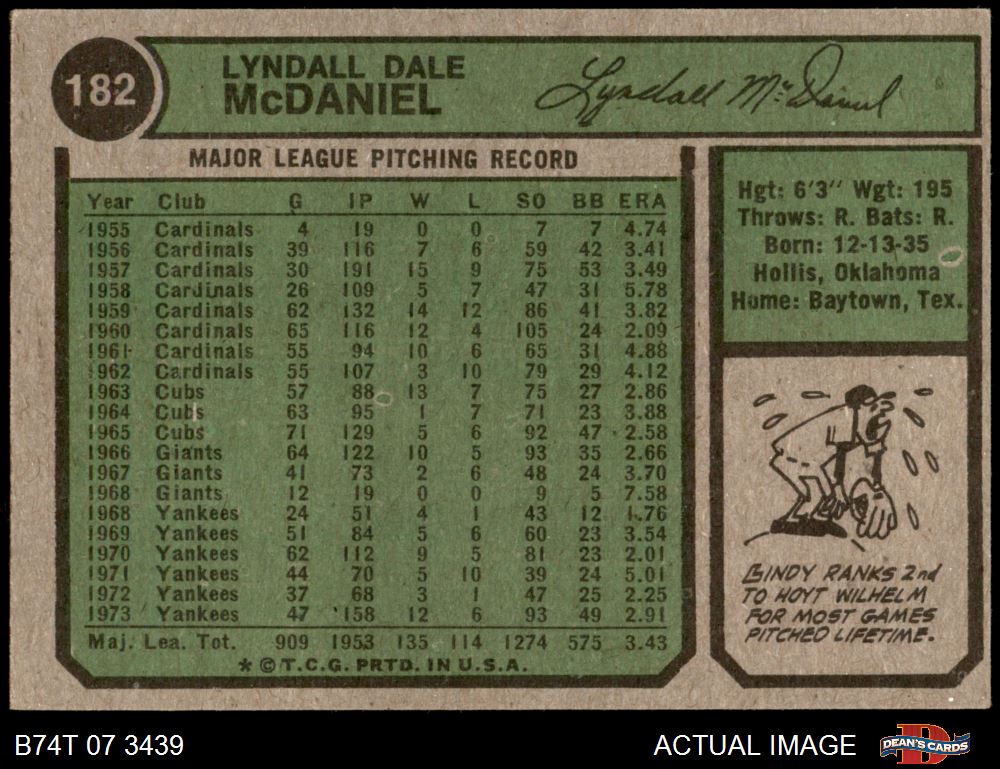 182
LYNDALL DALE
McDANIEL
Lyndall McDaniel
MAJOR LEAGUE PITCHING RECORD
Year Club G IP W L SO BB ERA
1955 Cardinals 4 19 0 0 7 7 4.74
1956 Cardinals 39 116 7 6 59 42 3.41
1957 Cardinals 30 191 15 9 75 53 3.49
1958 Cardinals 26 109 5 7 47 31 5.78
1959 Cardinals 62 132 14 12 86 41 3.82
1960 Cardinals 65 116 12 4 105 24 2.09
1961 Cardinals 55 94 10 6 65 31 4.88
1962 Cardinals 55 107 3 10 79 29 4.12
1963 Cubs 57 88 13 7 75 27 2.86
1964 Cubs 63 95 1 7 71 23 3.88
1965 Cubs 71 129 5 6 92 47 2.58
1966 Giants 64 122 10 5 93 35 2.66
1967 Giants 41 73 2 6 48 24 3.70
1968 Giants 12 19 0 0 9 5 7.58
1968 Yankees 24 51 4 1 43 12 1.76
1969 Yankees 51 84 5 6 60 23 3.54
1970 Yankees 62 112 9 5 81 23 2.01
1971 Yankees 44 70 5 10 39 24 5.01
1972 Yankees 37 68 3 1 47 25 2.25
1973 Yankees 47 158 12 6 93 49 2.91
Maj. Lea. Tot. 909 1953 135 114 1274 575 3.43
* © T.C.G. PRTD. IN U.S.A.
Hgt: 6'3" Wgt: 195
Throws: R. Bats: R.
Born: 12-13-35
Hollis, Oklahoma
Home: Baytown, Tex.
LINDY RANKS 2nd
TO HOYT WILHELM
FOR MOST GAMES
PITCHED LIFETIME.
B74T 07 3439
ACTUAL IMAGE
DEAN'S CARDS